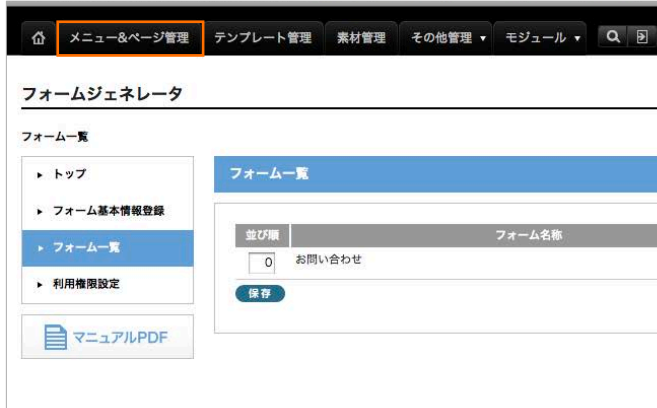 メニュー&ページ管理 テンプレート管理 素材管理 その他管理 ▼ モジュール ▼
フォームジェネレータ
フォーム一覧
トップ
フォーム基本情報登録
フォーム一覧
利用権限設定
マニュアルPDF
フォーム一覧
並び順 フォーム名称
0 お問い合わせ
保存